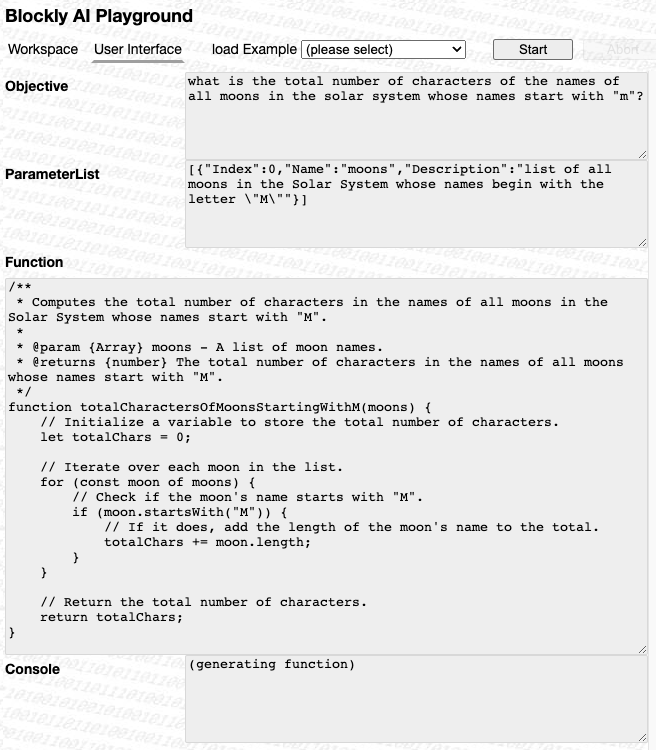 Blockly AI Playground
Workspace User Interface load Example (please select) Start Abort
Objective
what is the total number of characters of the names of
all moons in the solar system whose names start with "m"?
ParameterList
[{"Index":0,"Name":"moons","Description":"list of all
moons in the Solar System whose names begin with the
letter \"M\""}]
Function
/**
 * Computes the total number of characters in the names of all moons in the
Solar System whose names start with "M".
 *
 * @param {Array} moons - A list of moon names.
 * @returns {number} The total number of characters in the names of all moons
whose names start with "M".
 */
function totalCharactersOfMoonsStartingWithM(moons) {
    // Initialize a variable to store the total number of characters.
    let totalChars = 0;

    // Iterate over each moon in the list.
    for (const moon of moons) {
        // Check if the moon's name starts with "M".
        if (moon.startsWith("M")) {
            // If it does, add the length of the moon's name to the total.
            totalChars += moon.length;
        }
    }

    // Return the total number of characters.
    return totalChars;
}
Console
(generating function)